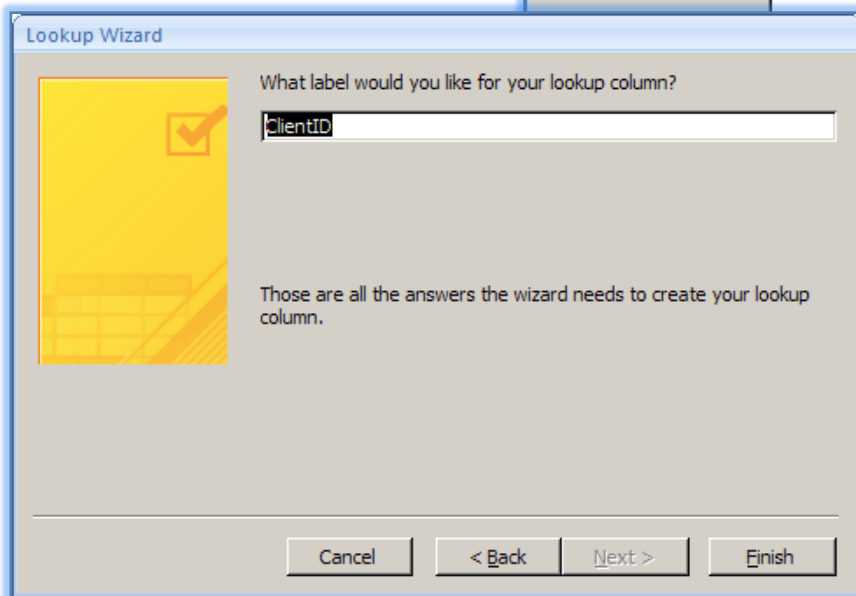 Lookup Wizard
What label would you like for your lookup column?
ClientID
Those are all the answers the wizard needs to create your lookup
column.
Cancel
< Back
Next >
Finish